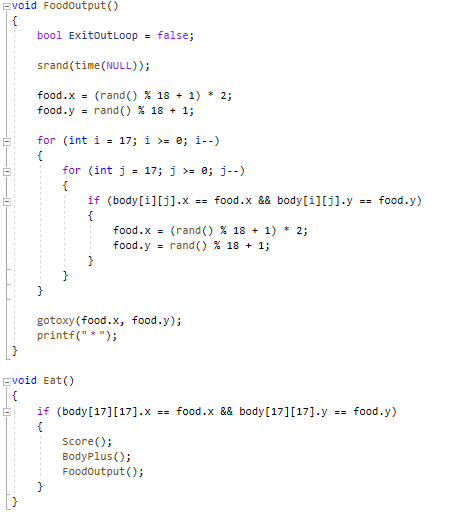 void FoodOutput()
{
    bool ExitOutLoop = false;

    srand(time(NULL));

    food.x = (rand() % 18 + 1) * 2;
    food.y = rand() % 18 + 1;

    for (int i = 17; i >= 0; i--)
    {
        for (int j = 17; j >= 0; j--)
        {
            if (body[i][j].x == food.x && body[i][j].y == food.y)
            {
                food.x = (rand() % 18 + 1) * 2;
                food.y = rand() % 18 + 1;
            }
        }
    }

    gotoxy(food.x, food.y);
    printf("*");
}

void Eat()
{
    if (body[17][17].x == food.x && body[17][17].y == food.y)
    {
        Score();
        BodyPlus();
        FoodOutput();
    }
}